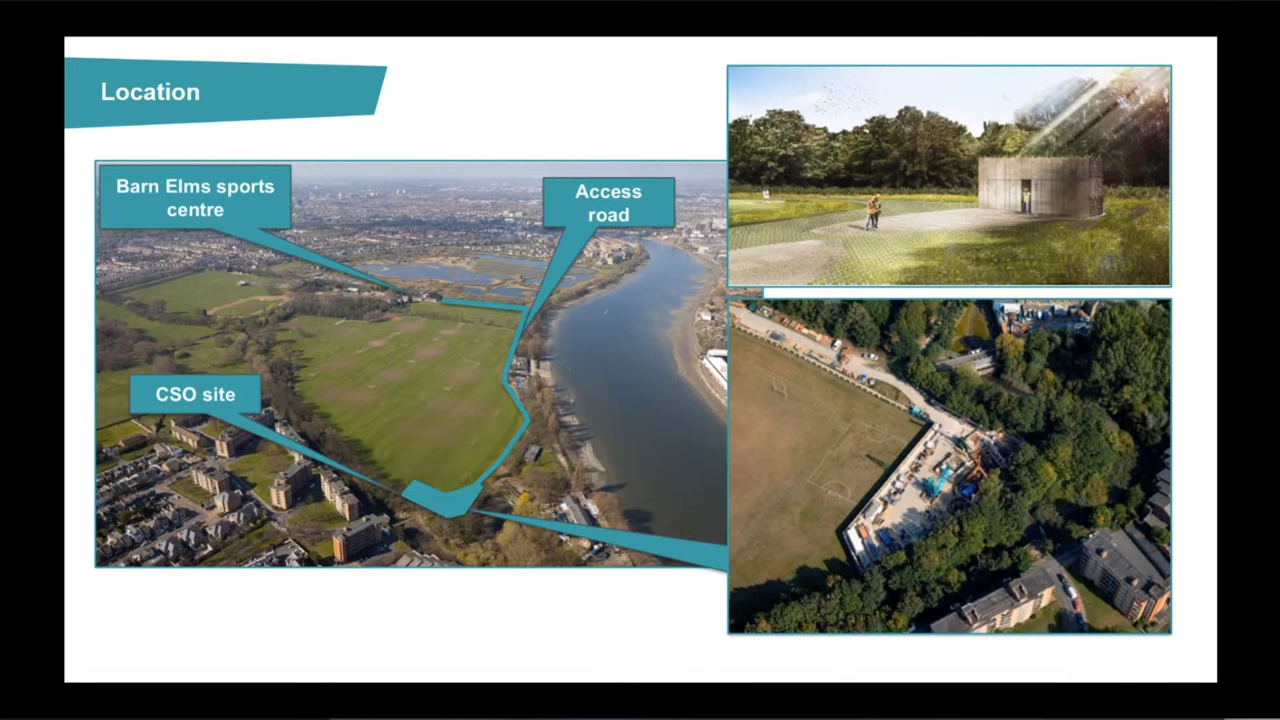 Location
Barn Elms sports
centre
Access
road
CSO site